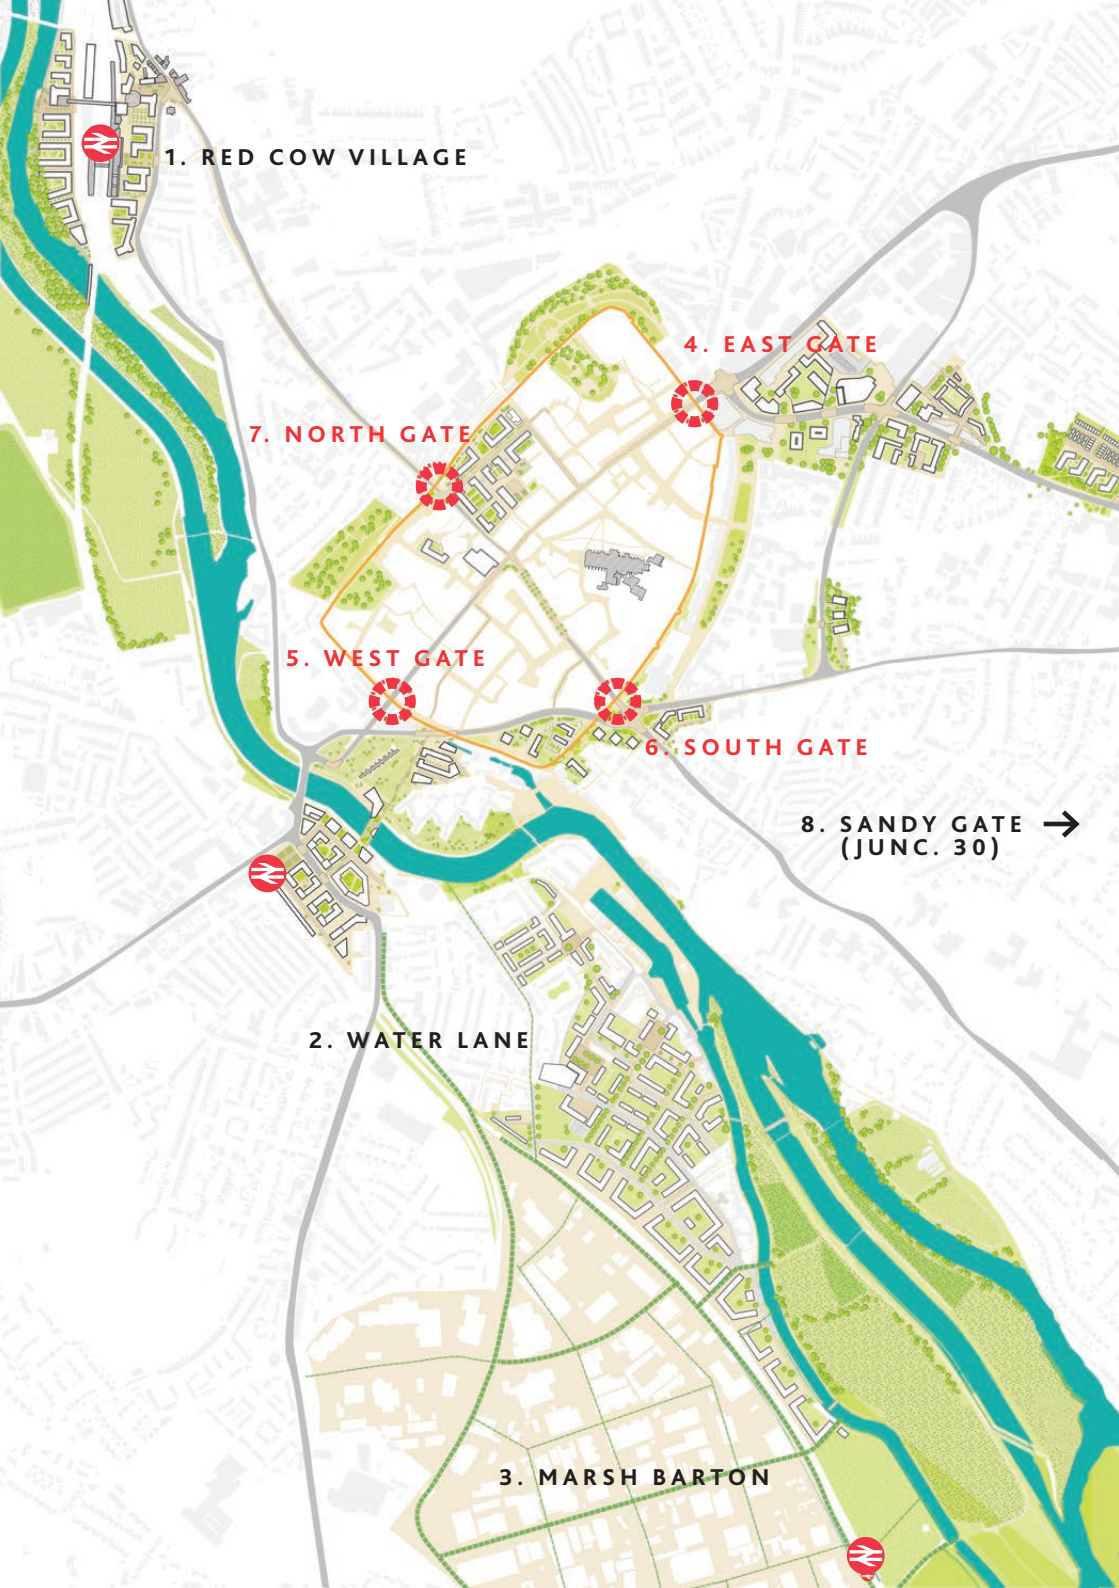 1. RED COW VILLAGE
4. EAST GATE
7. NORTH GATE
5. WEST GATE
6. SOUTH GATE
8. SANDY GATE
(JUNC. 30)
2. WATER LANE
3. MARSH BARTON